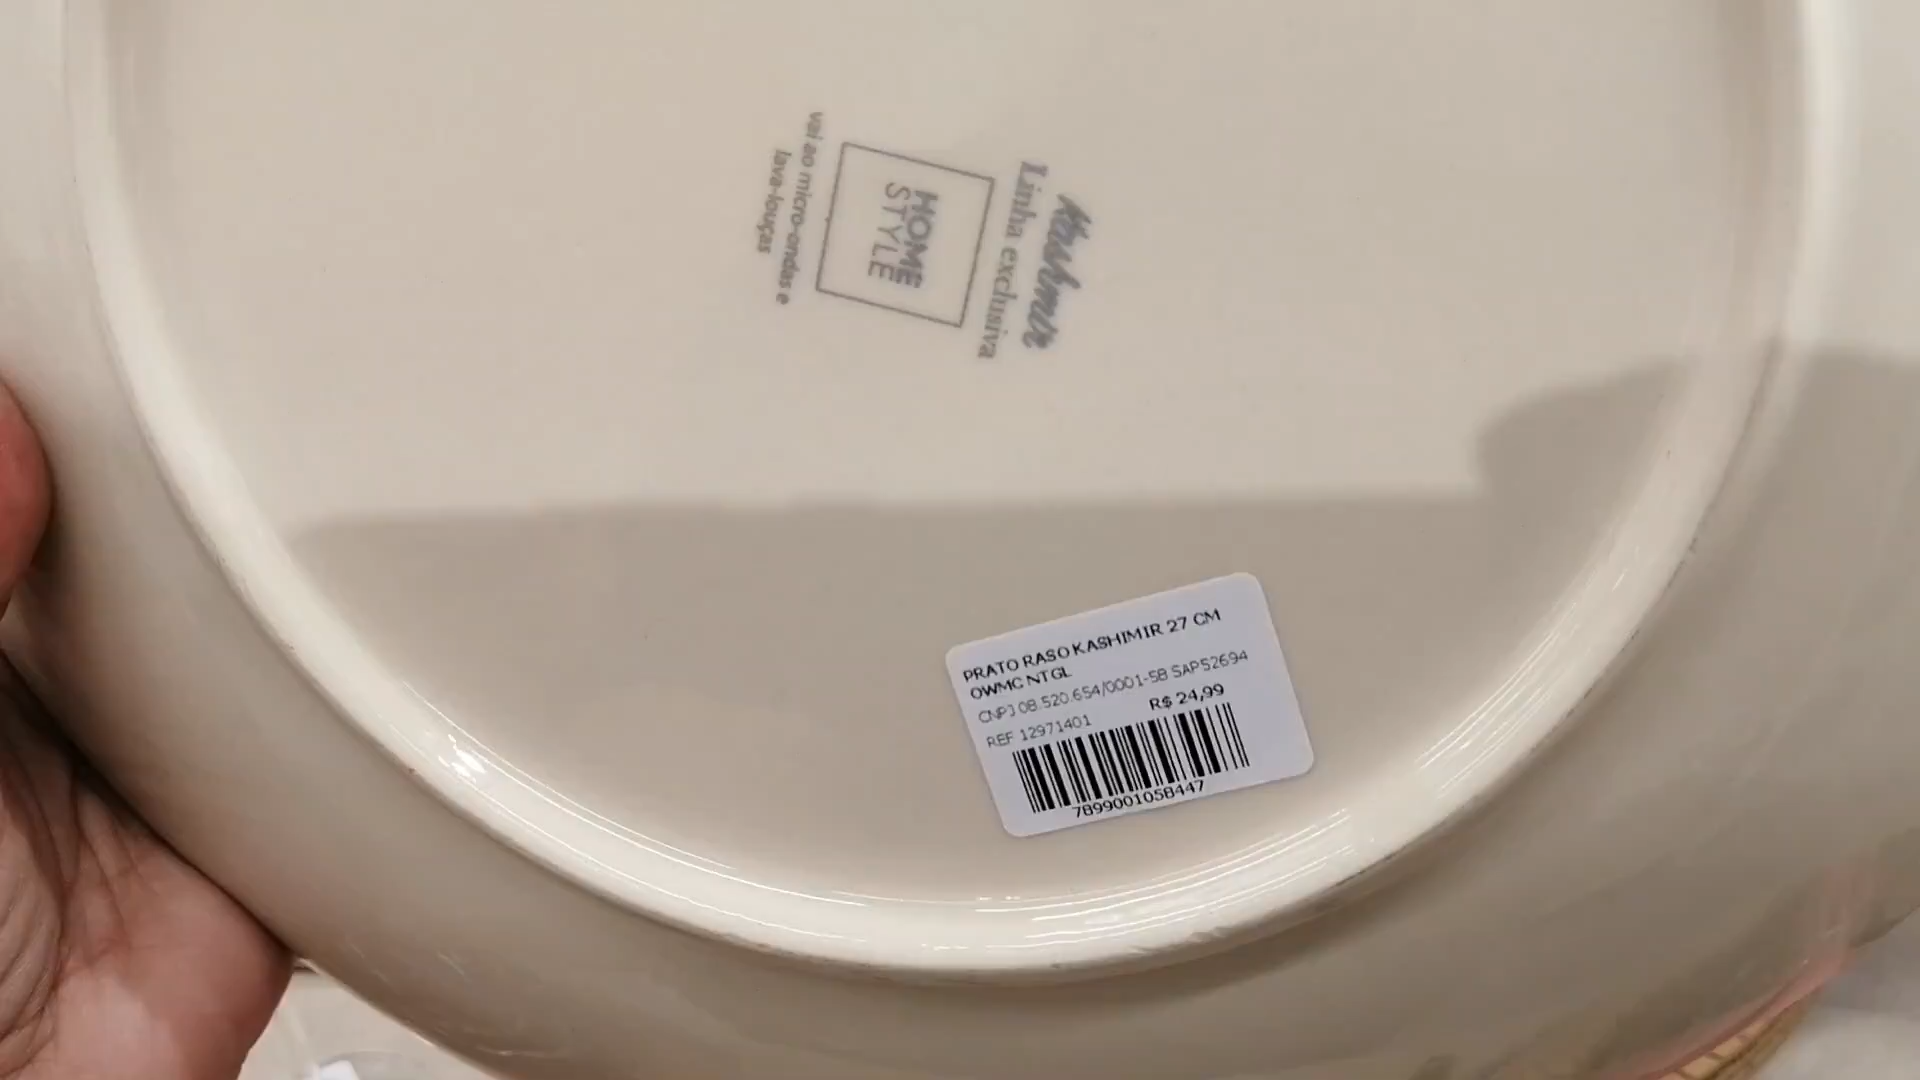 Kashmir
Linha exclusiva
HOME
STYLE
vai ao micro-ondas e
lava-louças
PRATO RASO KASHIMIR 27 CM
OWMC NTGL
CNPJ 08.520.654/0001-58 SAP52694
R$ 24,99
REF 12971401
7899001058447